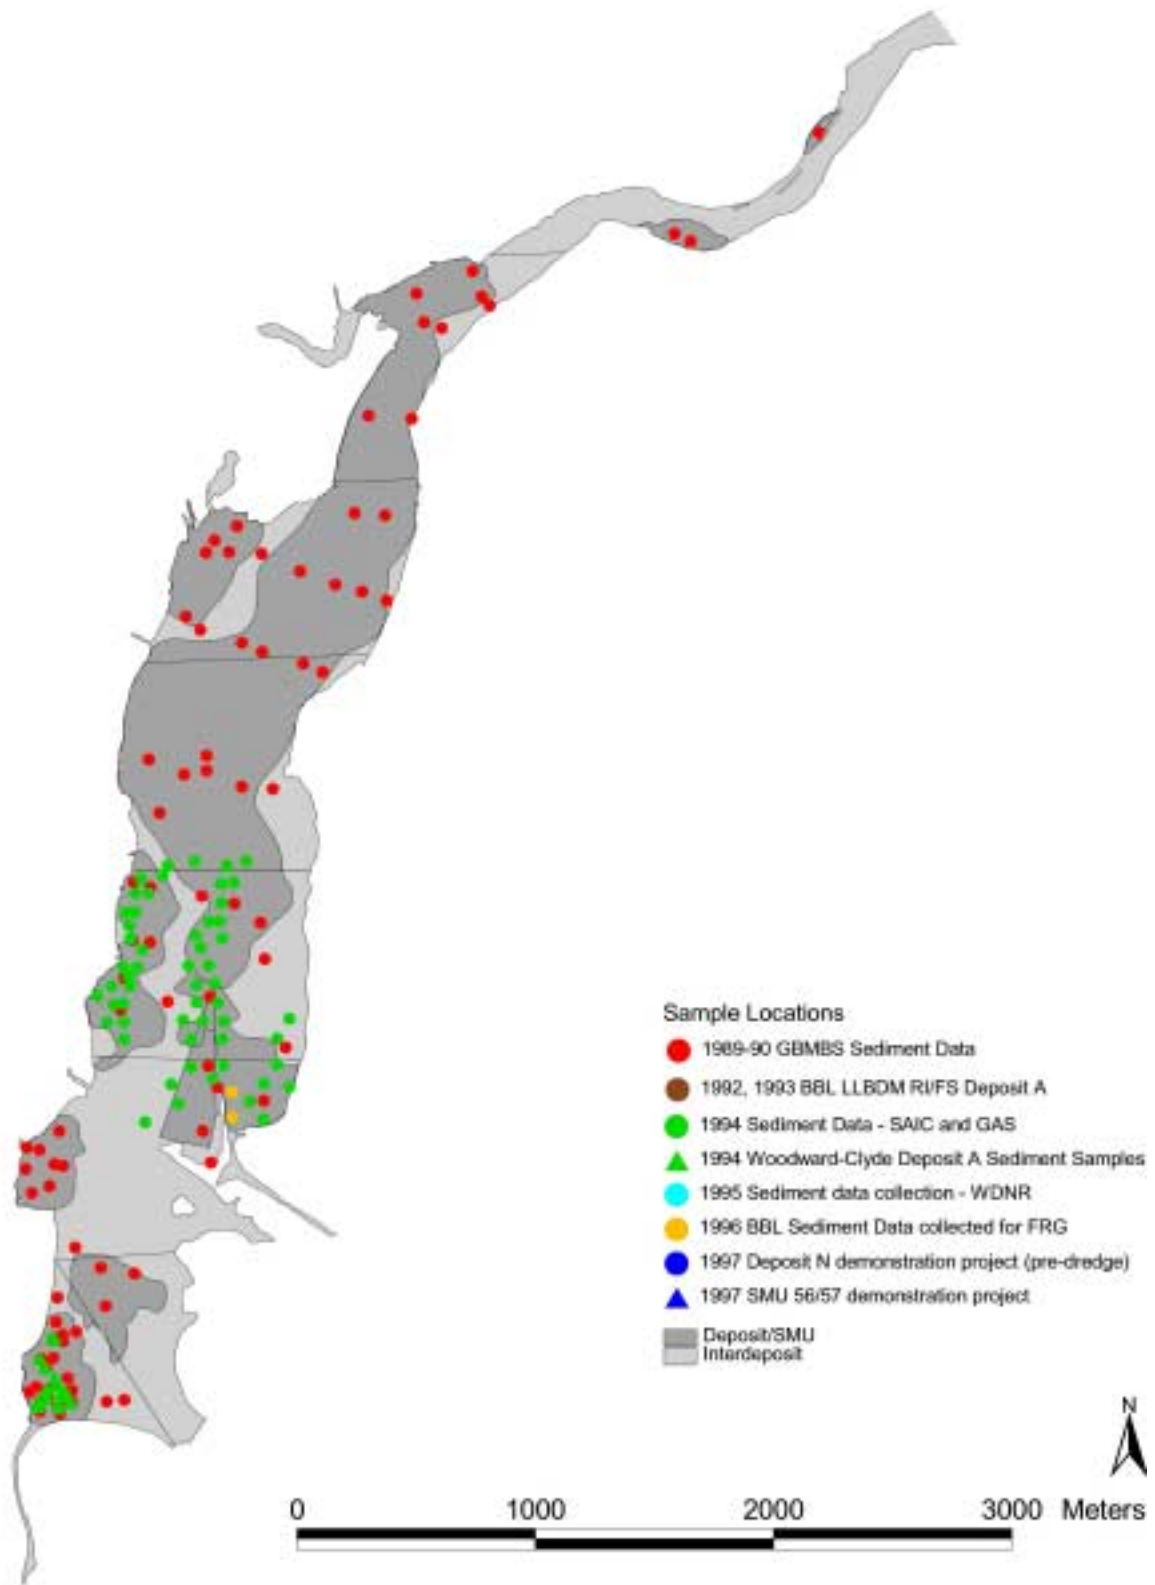 Sample Locations
1989-90 GBMBS Sediment Data
1992, 1993 BBL LLBDM RI/FS Deposit A
1994 Sediment Data - SAIC and GAS
1994 Woodward-Clyde Deposit A Sediment Samples
1995 Sediment data collection - WDNR
1996 BBL Sediment Data collected for FRG
1997 Deposit N demonstration project (pre-dredge)
1997 SMU 56/57 demonstration project
Deposit/SMU
Interdeposit
N
0 1000 2000 3000 Meters